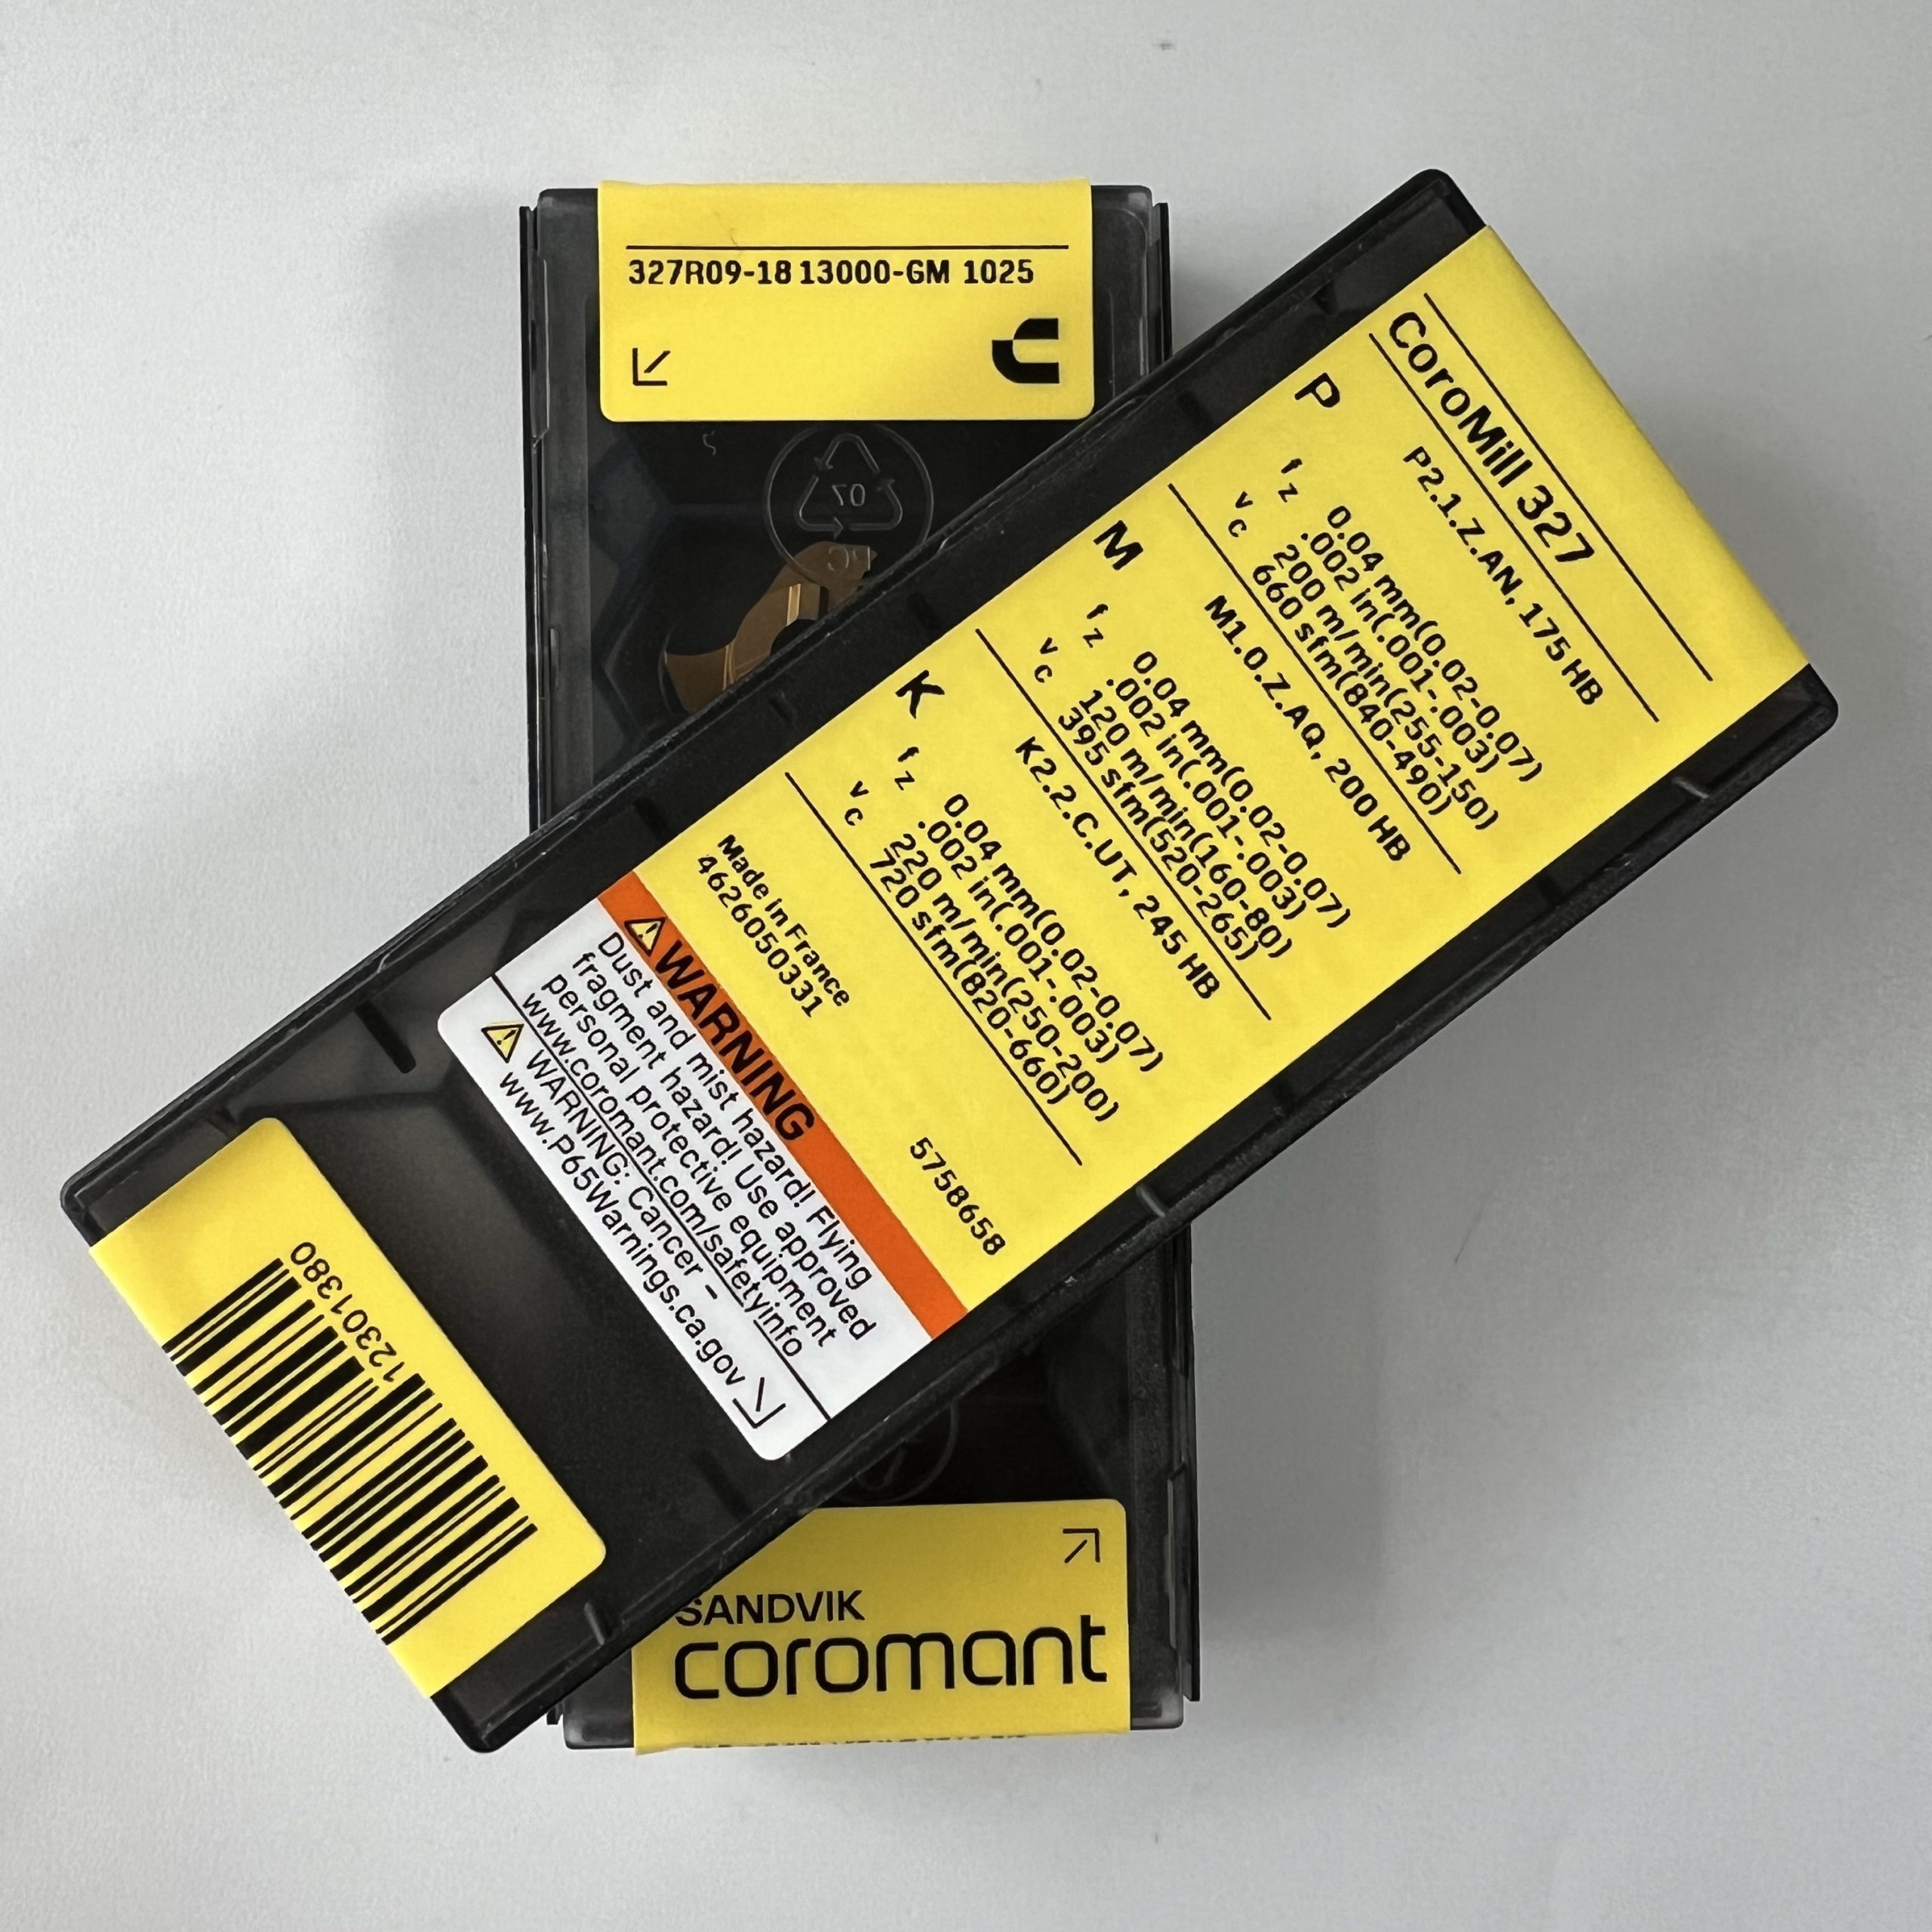 327R09-18 13000-GM 1025
CoroMill 327
P
P2.1.Z.AN, 175 HB
fz 0.04 mm(0.02-0.07)
.002 in(.001-.003)
vc 200 m/min(255-150)
660 sfm(840-490)
M
M1.0.Z.AQ, 200 HB
fz 0.04 mm(0.02-0.07)
.002 in(.001-.003)
vc 120 m/min(160-80)
395 sfm(520-265)
K
K2.2.C.UT, 245 HB
fz 0.04 mm(0.02-0.07)
.002 in(.001-.003)
vc 220 m/min(250-200)
720 sfm(820-660)
Made in France
4626050331
5758658
WARNING
Dust and mist hazard! Flying
fragment hazard! Use approved
personal protective equipment
www.coromant.com/safetyinfo
WARNING: Cancer –
www.P65Warnings.ca.gov
12301380
SANDVIK
coromant
07